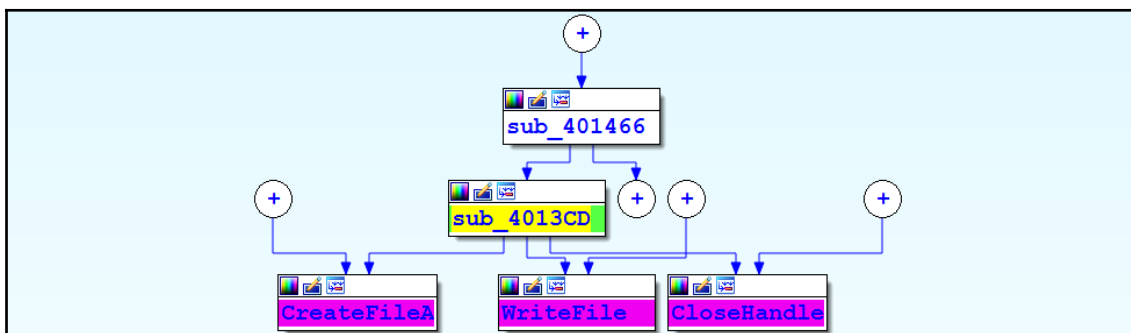 +
sub_401466
+
sub_4013CD
+
+
+
CreateFileA
WriteFile
CloseHandle